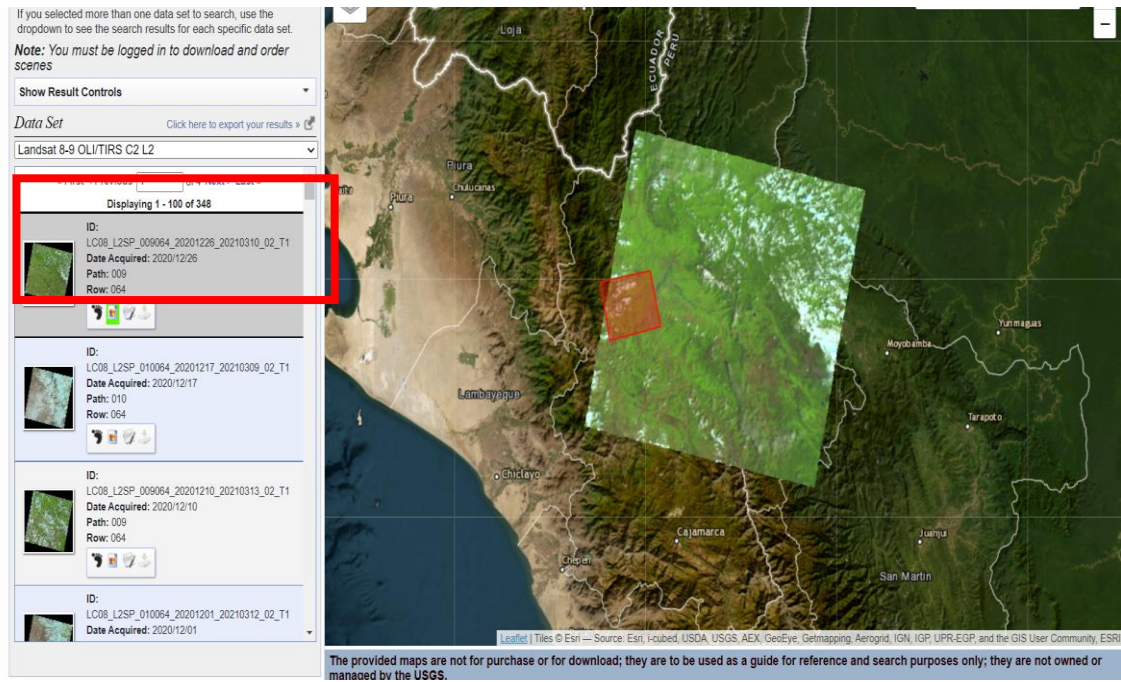 If you selected more than one data set to search, use the
dropdown to see the search results for each specific data set.
Note: You must be logged in to download and order
scenes
Show Result Controls
Data Set
Click here to export your results »
Landsat 8-9 OLI/TIRS C2 L2
Displaying 1 - 100 of 348
ID:
LC08_L2SP_009064_20201226_20210310_02_T1
Date Acquired: 2020/12/26
Path: 009
Row: 064
ID:
LC08_L2SP_010064_20201217_20210309_02_T1
Date Acquired: 2020/12/17
Path: 010
Row: 064
ID:
LC08_L2SP_009064_20201210_20210313_02_T1
Date Acquired: 2020/12/10
Path: 009
Row: 064
ID:
LC08_L2SP_010064_20201201_20210312_02_T1
Date Acquired: 2020/12/01
Loja
ECUADOR
PERU
Piura
Chulucanas
Piura
Yurimaguas
Moyobamba
Lambayeque
Tarapoto
Chiclayo
Cajamarca
Juanjui
Chepen
San Martin
Leaflet | Tiles © Esri — Source: Esri, i-cubed, USDA, USGS, AEX, GeoEye, Getmapping, Aerogrid, IGN, IGP, UPR-EGP, and the GIS User Community, ESRI
The provided maps are not for purchase or for download; they are to be used as a guide for reference and search purposes only; they are not owned or
managed by the USGS.